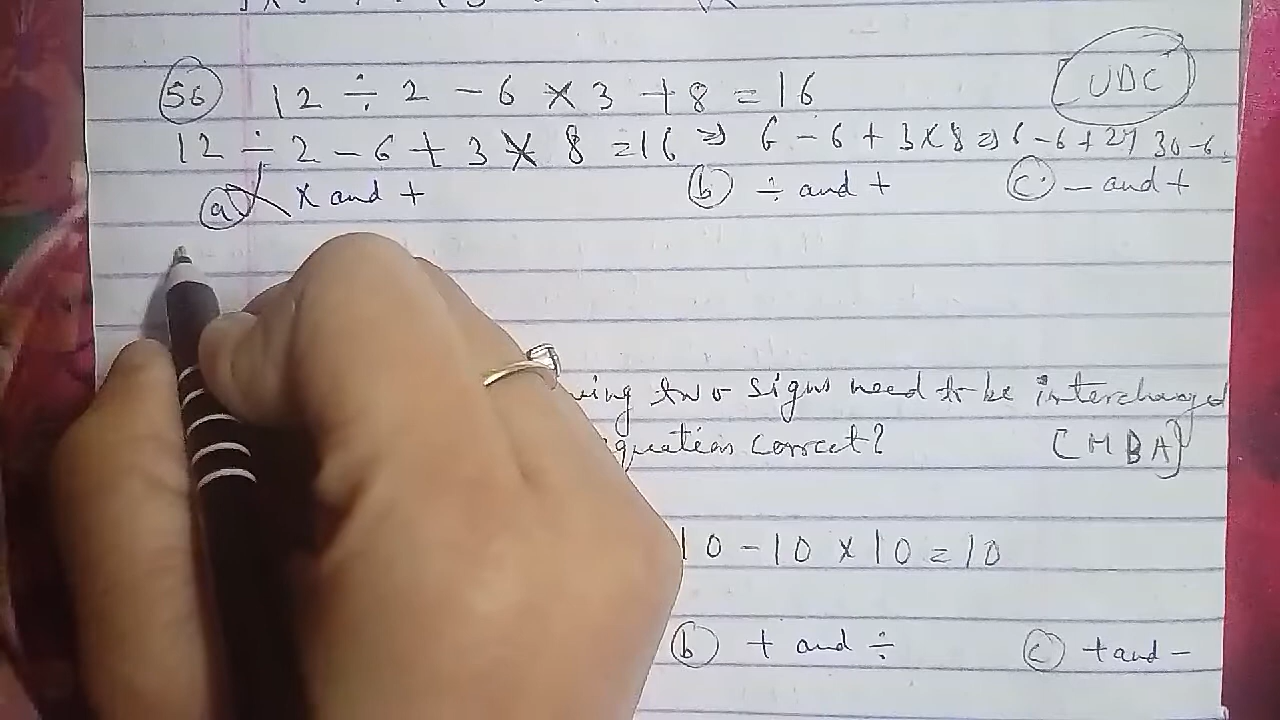 56 12 ÷ 2 - 6 × 3 + 8 = 16 [UDC]
12 ÷ 2 - 6 + 3 × 8 = 16 ⇒ 6 - 6 + 3 × 8 ⇒ 6 - 6 + 27 30 - 6 =
(a) × and + (b) ÷ and + (c) - and +
two signs need to be interchanged
equation correct? [MBA]
10 - 10 × 10 = 10
(b) + and ÷ (c) + and -